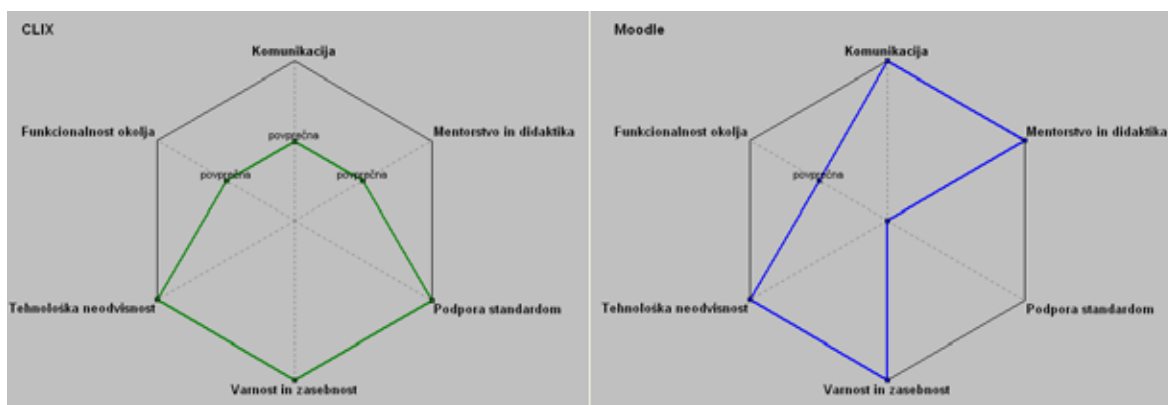 CLIX
Komunikacija
Funkcionalnost okolja
Mentorstvo in didaktika
povprečna
povprečna
povprečna
Tehnološka neodvisnost
Podpora standardom
Varnost in zasebnost
Moodle
Komunikacija
Funkcionalnost okolja
Mentorstvo in didaktika
povprečna
Tehnološka neodvisnost
Podpora standardom
Varnost in zasebnost